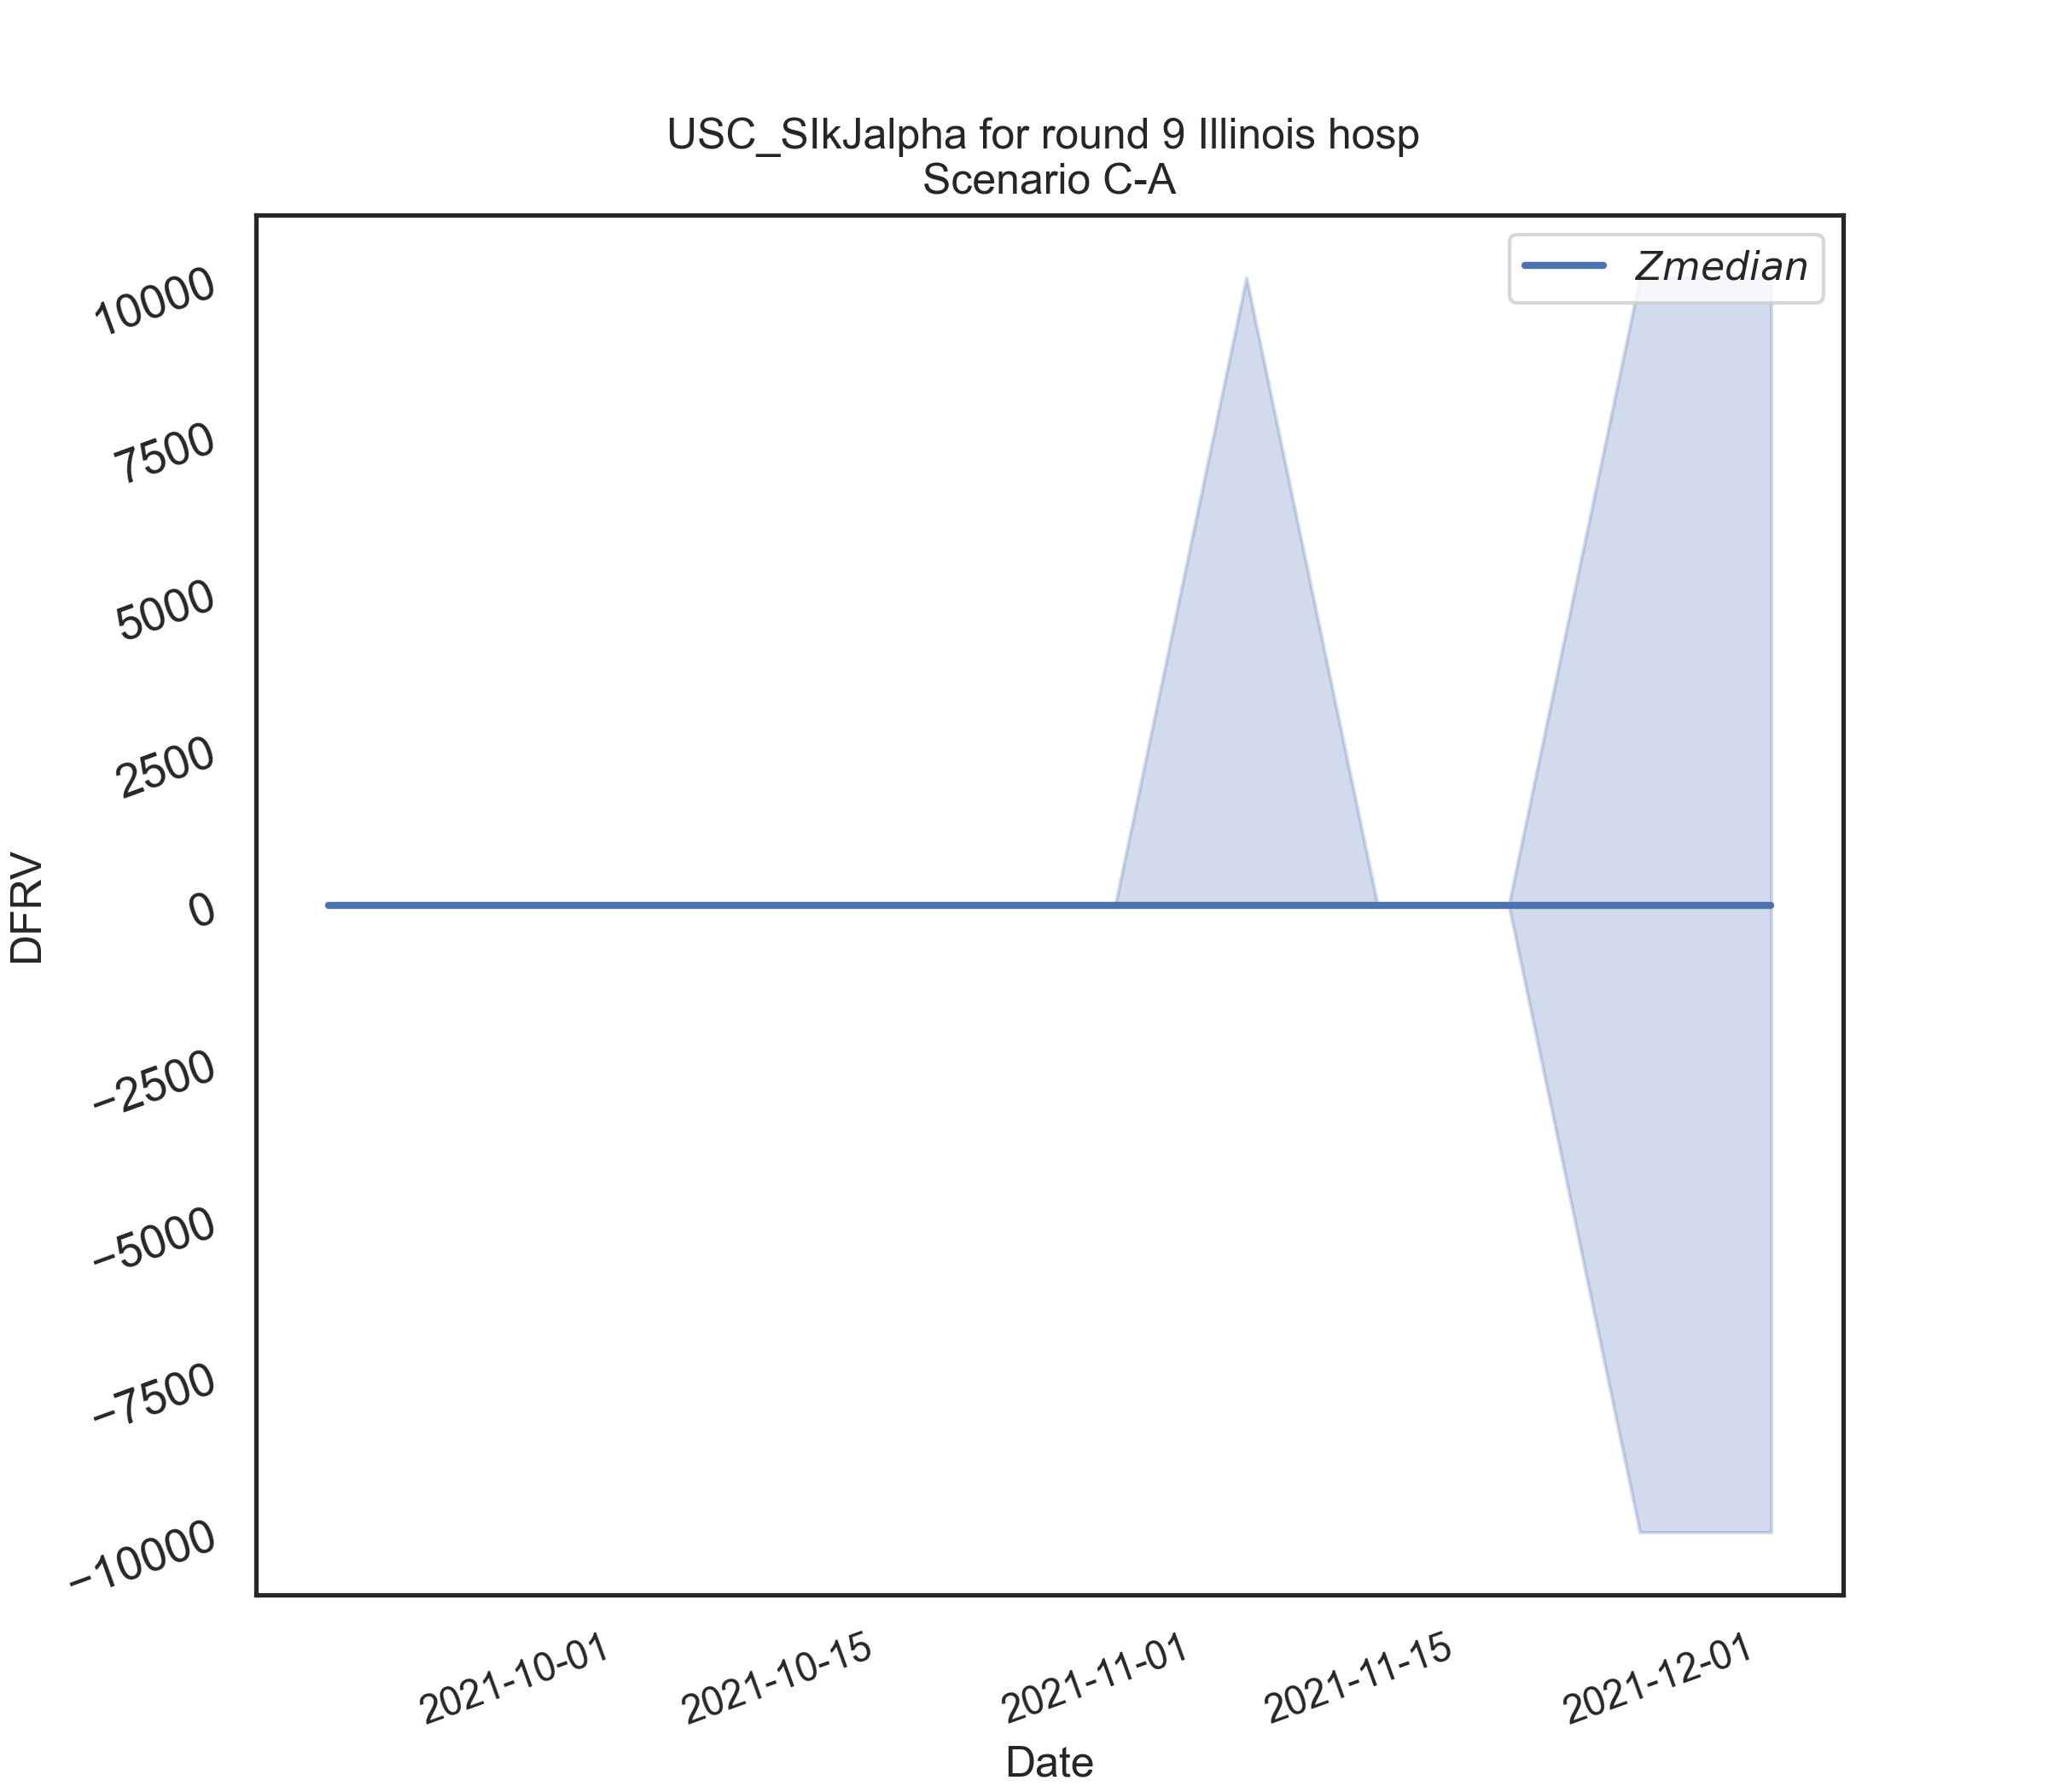 USC_SIkJalpha for round 9 Illinois hosp
Scenario C-A
Zmedian
10000
7500
5000
2500
0
−2500
−5000
−7500
−10000
DFRV
2021-10-01
2021-10-15
2021-11-01
2021-11-15
2021-12-01
Date